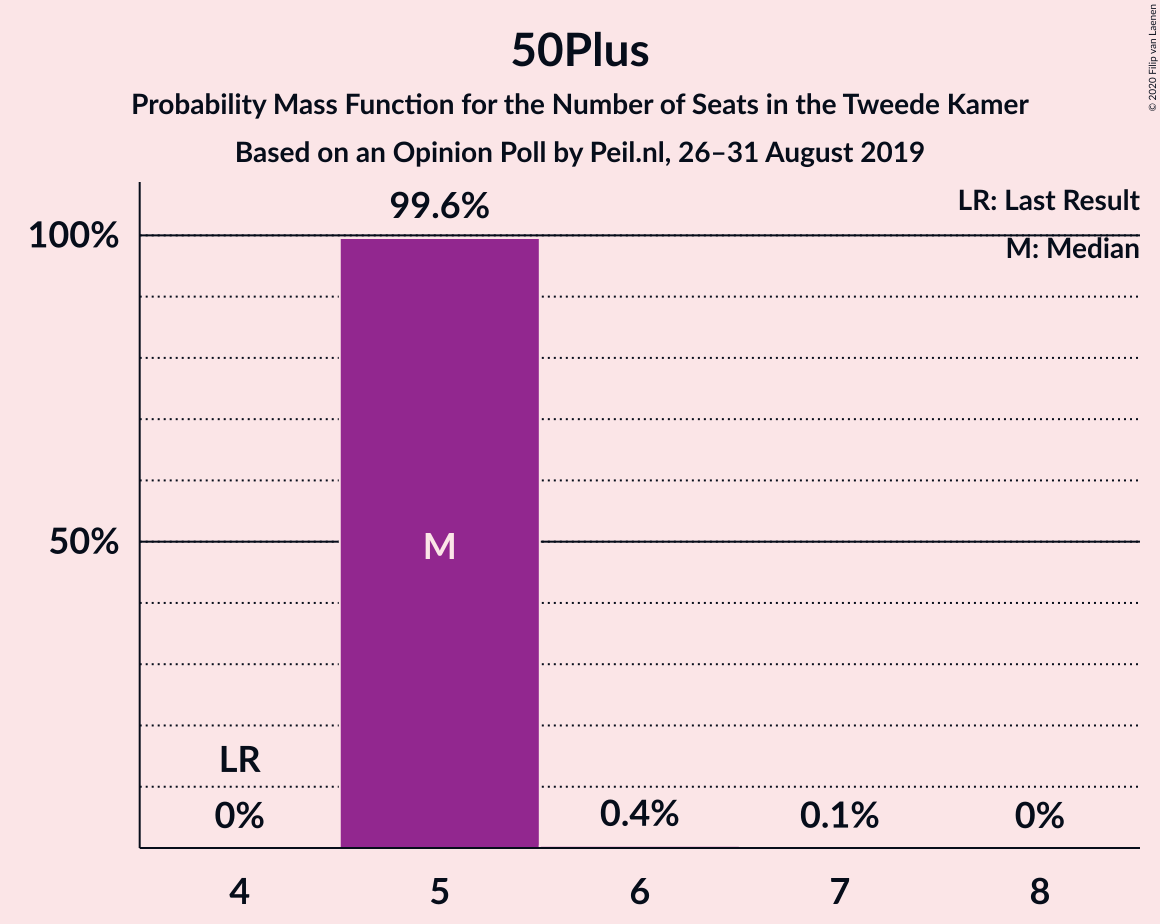 50Plus
Probability Mass Function for the Number of Seats in the Tweede Kamer
Based on an Opinion Poll by Peil.nl, 26–31 August 2019
© 2020 Filip van Laenen
LR: Last Result
M: Median
99.6%
100%
50%
M
LR
0%
0.4%
0.1%
0%
4
5
6
7
8